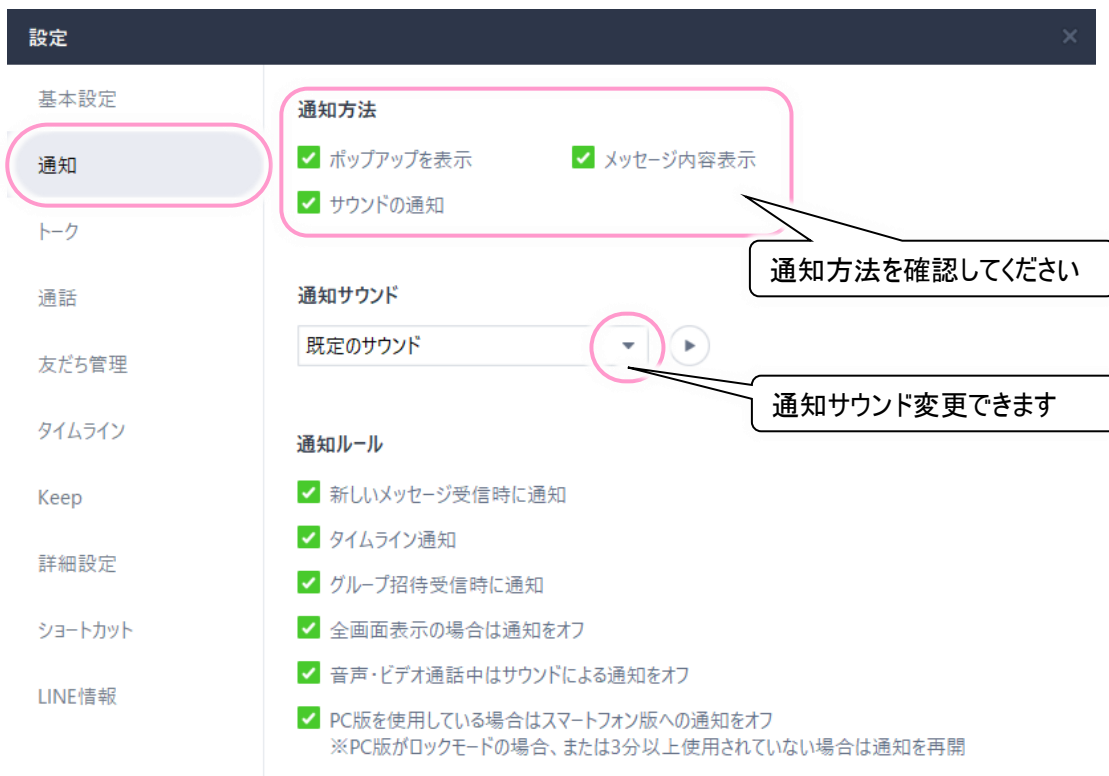 設定
基本設定
通知
トーク
通話
友だち管理
タイムライン
Keep
詳細設定
ショートカット
LINE情報
通知方法
ポップアップを表示
メッセージ内容表示
サウンドの通知
通知方法を確認してください
通知サウンド
既定のサウンド
通知サウンド変更できます
通知ルール
新しいメッセージ受信時に通知
タイムライン通知
グループ招待受信時に通知
全画面表示の場合は通知をオフ
音声・ビデオ通話中はサウンドによる通知をオフ
PC版を使用している場合はスマートフォン版への通知をオフ
※PC版がロックモードの場合、または3分以上使用されていない場合は通知を再開